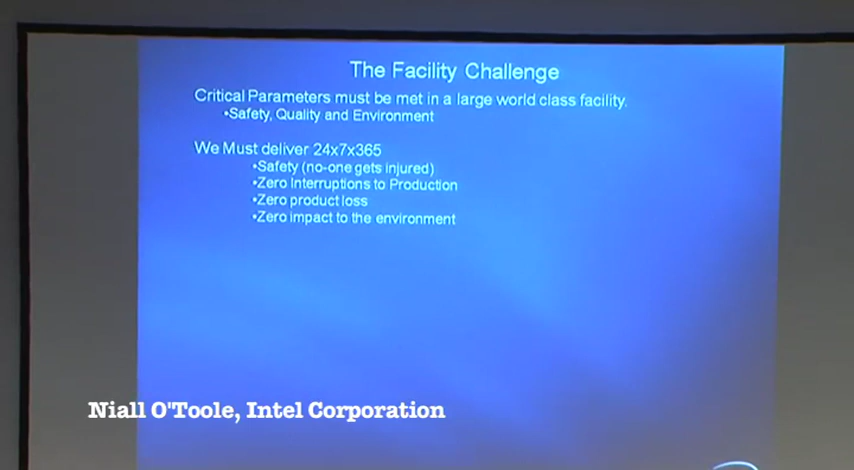 The Facility Challenge
Critical Parameters must be met in a large world class facility.
•Safety, Quality and Environment
We Must deliver 24x7x365
•Safety (no-one gets injured)
•Zero Interruptions to Production
•Zero product loss
•Zero impact to the environment
Niall O'Toole, Intel Corporation